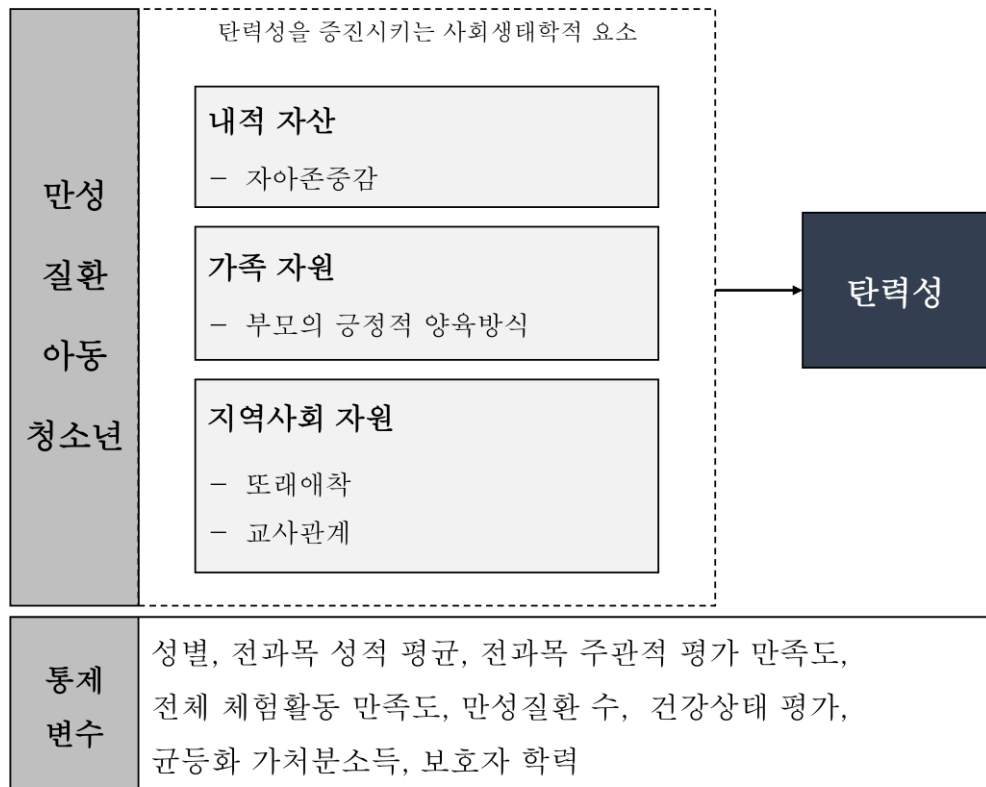 탄력성을 증진시키는 사회생태학적 요소
만성
질환
아동
청소년
내적 자산
– 자아존중감
가족 자원
– 부모의 긍정적 양육방식
지역사회 자원
– 또래애착
– 교사관계
탄력성
통제
변수
성별, 전과목 성적 평균, 전과목 주관적 평가 만족도,
전체 체험활동 만족도, 만성질환 수, 건강상태 평가,
균등화 가처분소득, 보호자 학력